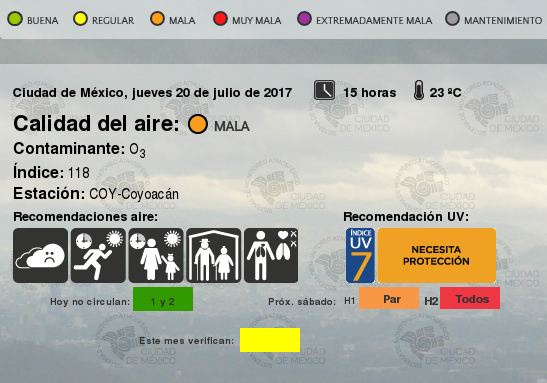 BUENA REGULAR MALA MUY MALA EXTREMADAMENTE MALA MANTENIMIENTO
Ciudad de México, jueves 20 de julio de 2017 15 horas 23 ºC
Calidad del aire: MALA
Contaminante: O3
Índice: 118
Estación: COY-Coyoacán
Recomendaciones aire: Recomendación UV:
ÍNDICE UV 7 NECESITA PROTECCIÓN
Hoy no circulan: 1 y 2 Próx. sábado: H1 Par H2 Todos
Este mes verifican:
CIUDAD DE MÉXICO